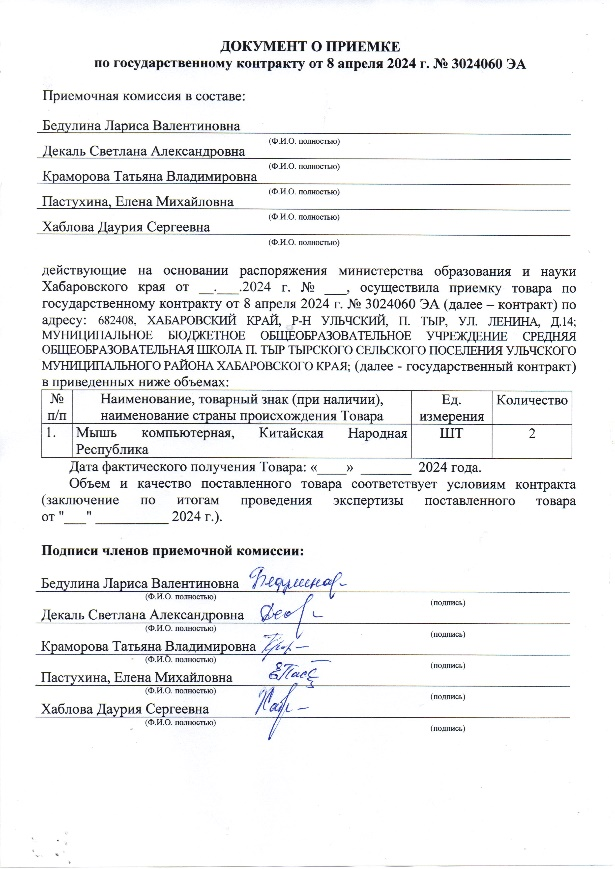 ДОКУМЕНТ О ПРИЕМКЕ
по государственному контракту от 8 апреля 2024 г. № 3024060 ЭА
Приемочная комиссия в составе:
Бедулина Лариса Валентиновна
(Ф.И.О. полностью)
Декаль Светлана Александровна
(Ф.И.О. полностью)
Краморова Татьяна Владимировна
(Ф.И.О. полностью)
Пастухина, Елена Михайловна
(Ф.И.О. полностью)
Хаблова Даурия Сергеевна
(Ф.И.О. полностью)
действующие на основании распоряжения министерства образования и науки
Хабаровского края от __.___.2024 г. № ___, осуществила приемку товара по
государственному контракту от 8 апреля 2024 г. № 3024060 ЭА (далее – контракт) по
адресу: 682408, ХАБАРОВСКИЙ КРАЙ, Р-Н УЛЬЧСКИЙ, П. ТЫР, УЛ. ЛЕНИНА, Д.14;
МУНИЦИПАЛЬНОЕ БЮДЖЕТНОЕ ОБЩЕОБРАЗОВАТЕЛЬНОЕ УЧРЕЖДЕНИЕ СРЕДНЯЯ
ОБЩЕОБРАЗОВАТЕЛЬНАЯ ШКОЛА П. ТЫР ТЫРСКОГО СЕЛЬСКОГО ПОСЕЛЕНИЯ УЛЬЧСКОГО
МУНИЦИПАЛЬНОГО РАЙОНА ХАБАРОВСКОГО КРАЯ; (далее - государственный контракт)
в приведенных ниже объемах:
№ п/п
Наименование, товарный знак (при наличии),
наименование страны происхождения Товара
Ед. измерения
Количество
1.
Мышь компьютерная, Китайская Народная
Республика
ШТ
2
Дата фактического получения Товара: «____» _______ 2024 года.
Объем и качество поставленного товара соответствует условиям контракта
(заключение по итогам проведения экспертизы поставленного товара
от "___" __________ 2024 г.).
Подписи членов приемочной комиссии:
Бедулина Лариса Валентиновна
(Ф.И.О. полностью) (подпись)
Декаль Светлана Александровна
(Ф.И.О. полностью) (подпись)
Краморова Татьяна Владимировна
(Ф.И.О. полностью) (подпись)
Пастухина, Елена Михайловна
(Ф.И.О. полностью) (подпись)
Хаблова Даурия Сергеевна
(Ф.И.О. полностью) (подпись)